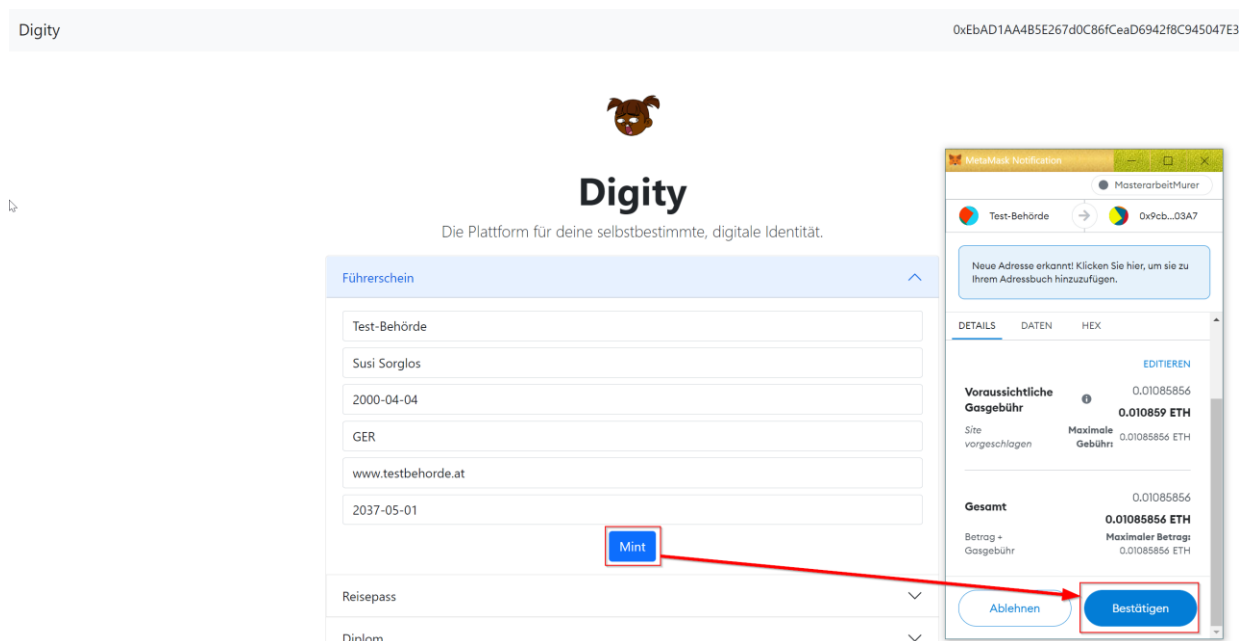 Digity
0xEbAD1AA4B5E267d0C86fCeaD6942f8C945047E3
Digity
Die Plattform für deine selbstbestimmte, digitale Identität.
Führerschein
Test-Behörde
Susi Sorglos
2000-04-04
GER
www.testbehorde.at
2037-05-01
Mint
Reisepass
Diplom
MetaMask Notification
MasterarbeitMurer
Test-Behörde
0x9cb...03A7
Neue Adresse erkannt! Klicken Sie hier, um sie zu
Ihrem Adressbuch hinzuzufügen.
DETAILS DATEN HEX
EDITIEREN
Voraussichtliche 0.01085856
Gasgebühr 0.010859 ETH
Site Maximale
vorgeschlagen Gebühr: 0.01085856 ETH
0.01085856
Gesamt
0.01085856 ETH
Betrag + Maximaler Betrag:
Gasgebühr 0.01085856 ETH
Ablehnen Bestätigen